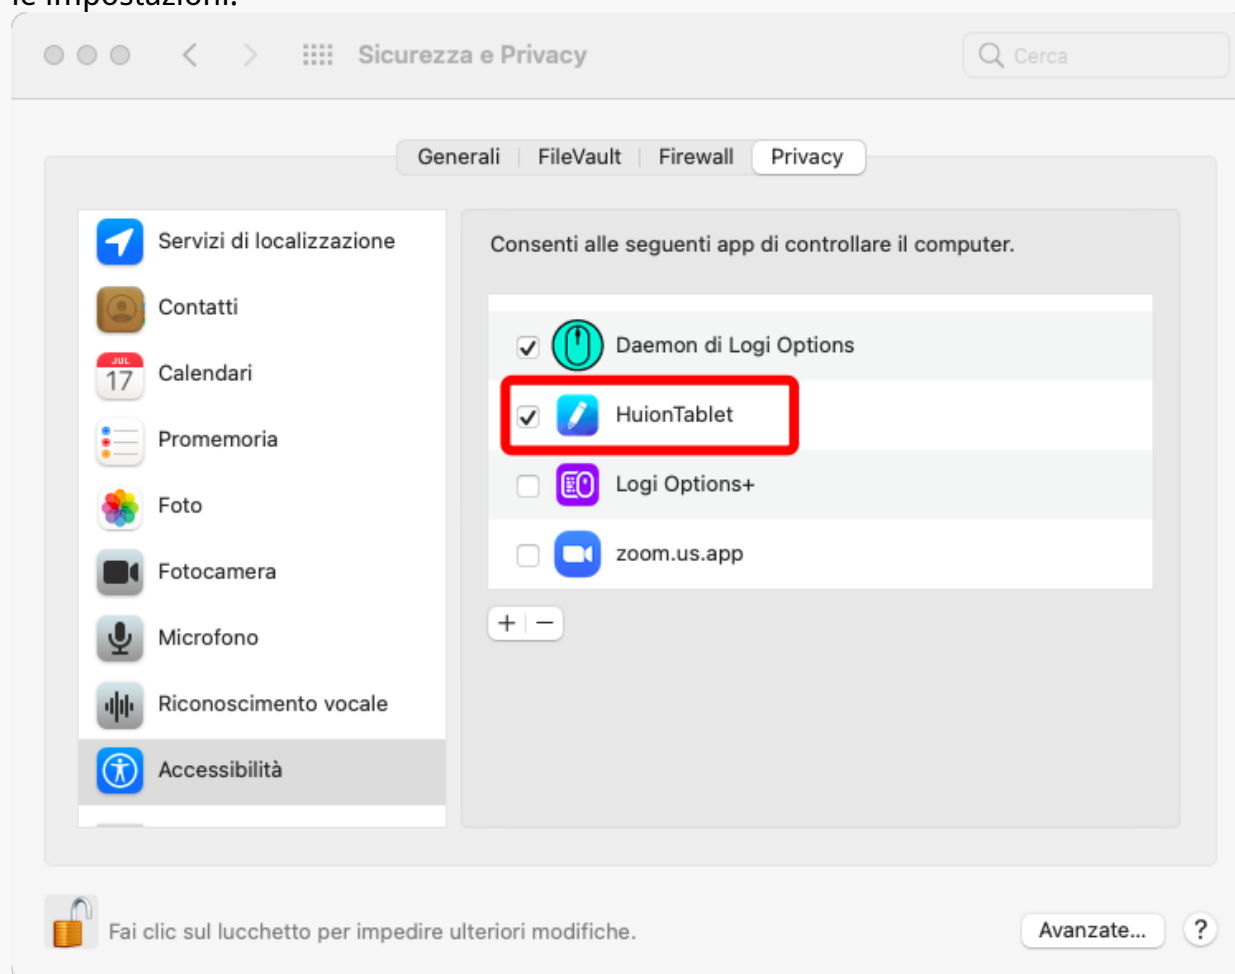 le impostazioni.
Sicurezza e Privacy
Cerca
Generali
FileVault
Firewall
Privacy
Servizi di localizzazione
Contatti
JUL
17
Calendari
Promemoria
Foto
Fotocamera
Microfono
Riconoscimento vocale
Accessibilità
Consenti alle seguenti app di controllare il computer.
Daemon di Logi Options
HuionTablet
Logi Options+
zoom.us.app
+
−
Fai clic sul lucchetto per impedire ulteriori modifiche.
Avanzate...
?